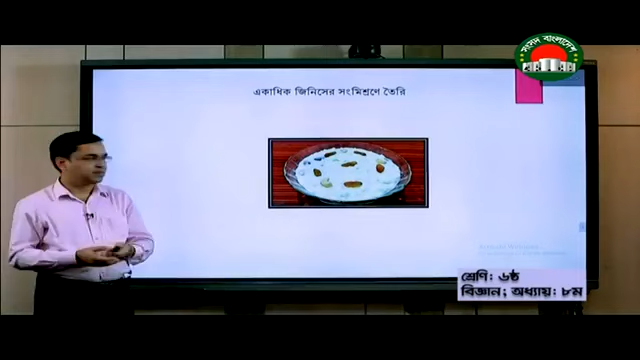 সংসদ বাংলাদেশ
একাধিক জিনিসের সংমিশ্রণে তৈরি
শ্রেণি: ৬ষ্ঠ
বিজ্ঞান; অধ্যায়: ৮ম